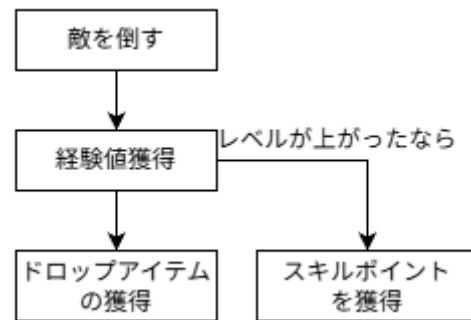 敵を倒す
レベルが上がったなら
経験値獲得
ドロップアイテム
の獲得
スキルポイント
を獲得